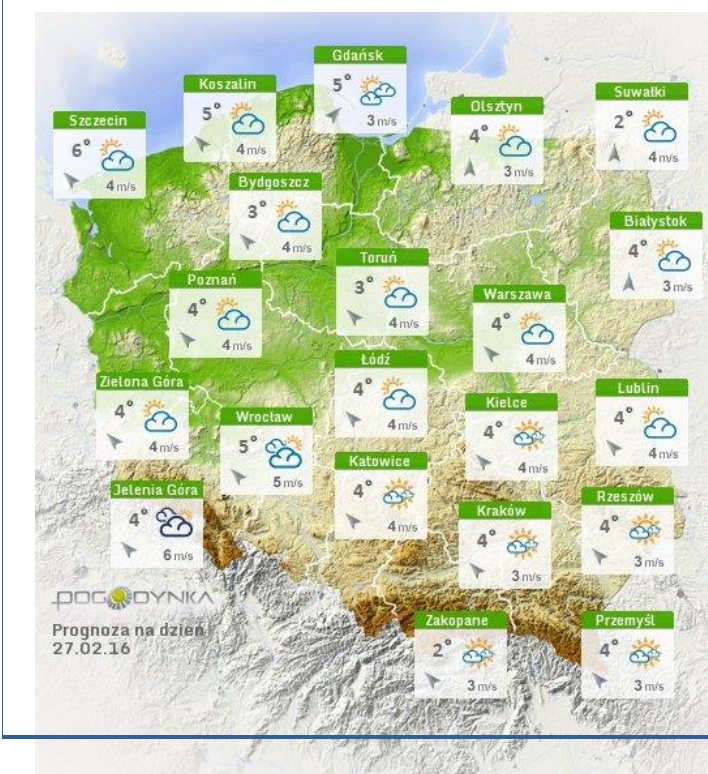 Gdańsk
5°
3 m/s
Koszalin
5°
4 m/s
Suwałki
2°
4 m/s
Olsztyn
4°
3 m/s
Szczecin
6°
4 m/s
Bydgoszcz
3°
4 m/s
Białystok
4°
3 m/s
Toruń
3°
4 m/s
Poznań
4°
4 m/s
Warszawa
4°
4 m/s
Łódź
4°
4 m/s
Zielona Góra
4°
4 m/s
Lublin
4°
4 m/s
Kielce
4°
4 m/s
Wrocław
5°
5 m/s
Katowice
4°
4 m/s
Jelenia Góra
4°
6 m/s
Rzeszów
4°
3 m/s
Kraków
4°
3 m/s
POGODYNKA
Prognoza na dzień
27.02.16
Zakopane
2°
3 m/s
Przemyśl
4°
3 m/s